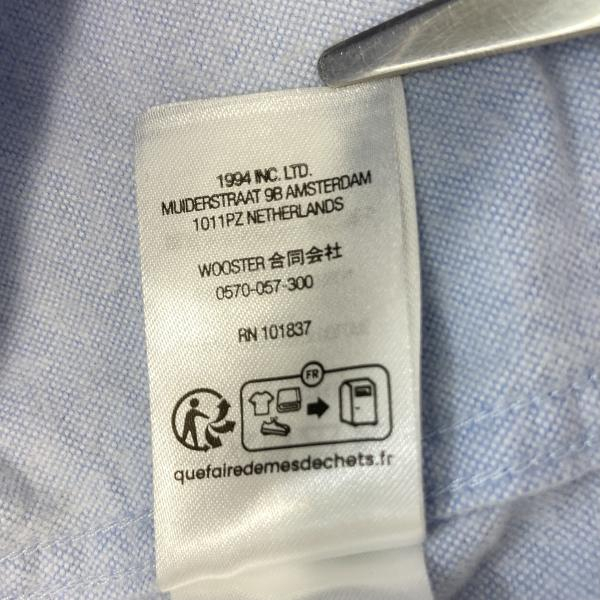 1994 INC. LTD.
MUIDERSTRAAT 9B AMSTERDAM
1011PZ NETHERLANDS
WOOSTER 合同会社
0570-057-300
RN 101837
FR
quefairedemesdechets.fr